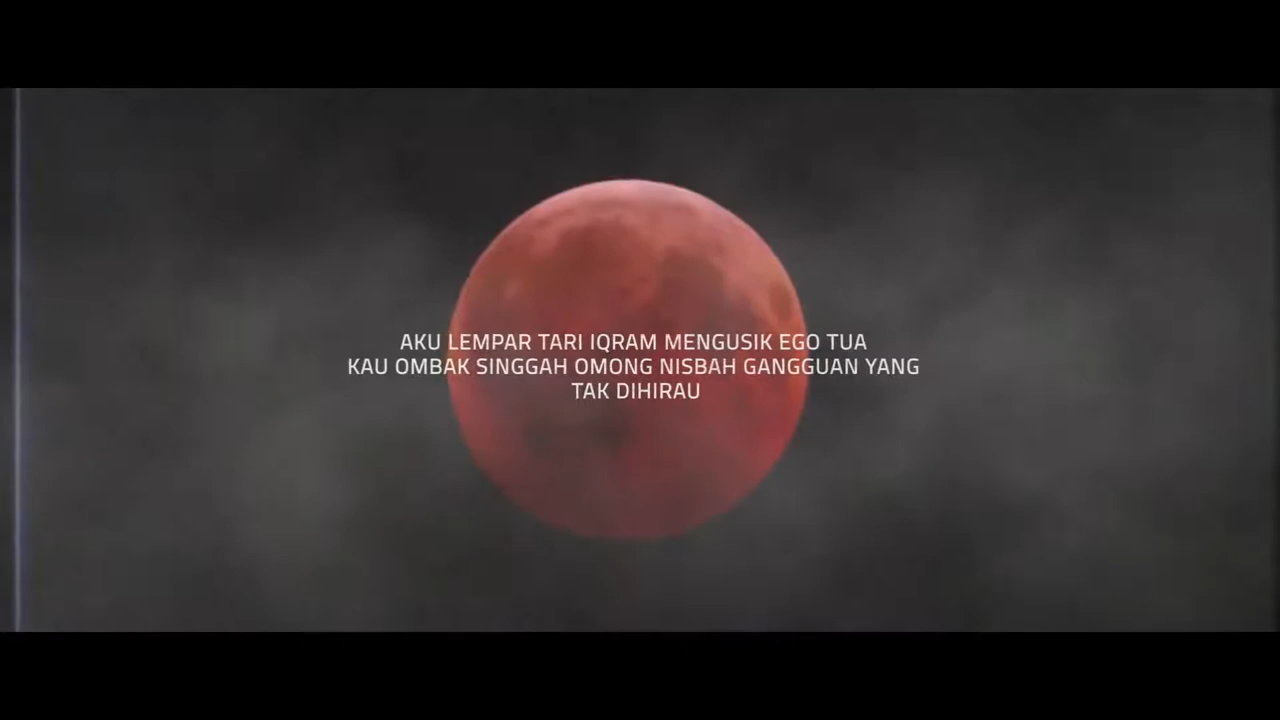 AKU LEMPAR TARI IQRAM MENGUSIK EGO TUA
KAU OMBAK SINGGAH OMONG NISBAH GANGGUAN YANG
TAK DIHIRAU